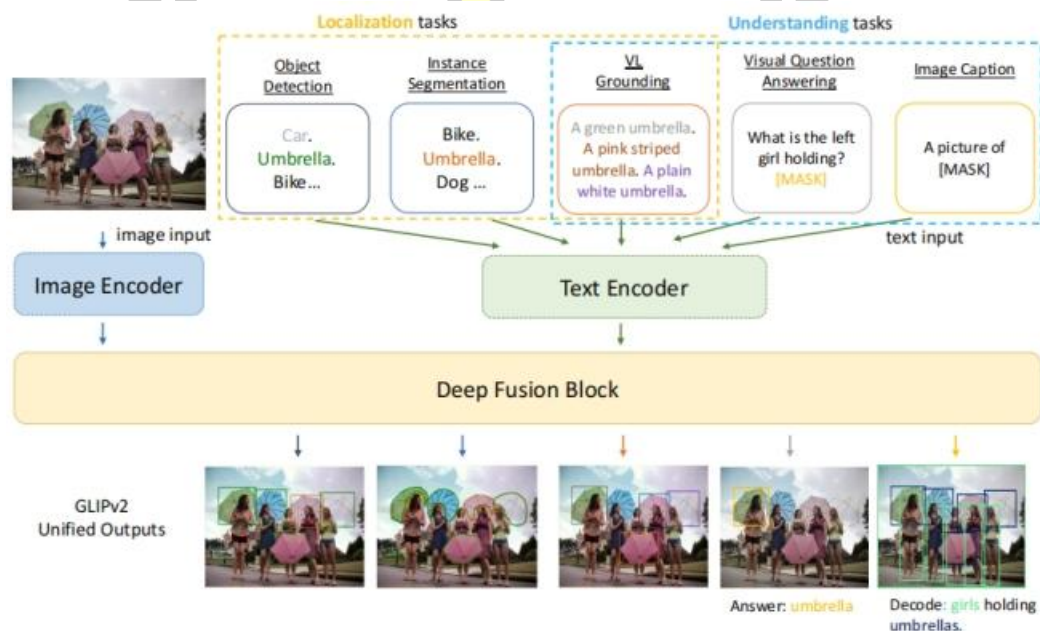 Localization tasks
Understanding tasks
Object
Detection
Instance
Segmentation
VL
Grounding
Visual Question
Answering
Image Caption
Car.
Umbrella.
Bike...
Bike.
Umbrella.
Dog ...
A green umbrella.
A pink striped
umbrella. A plain
white umbrella.
What is the left
girl holding?
[MASK]
A picture of
[MASK]
image input
text input
Image Encoder
Text Encoder
Deep Fusion Block
GLIPv2
Unified Outputs
Answer: umbrella
Decode: girls holding
umbrellas.